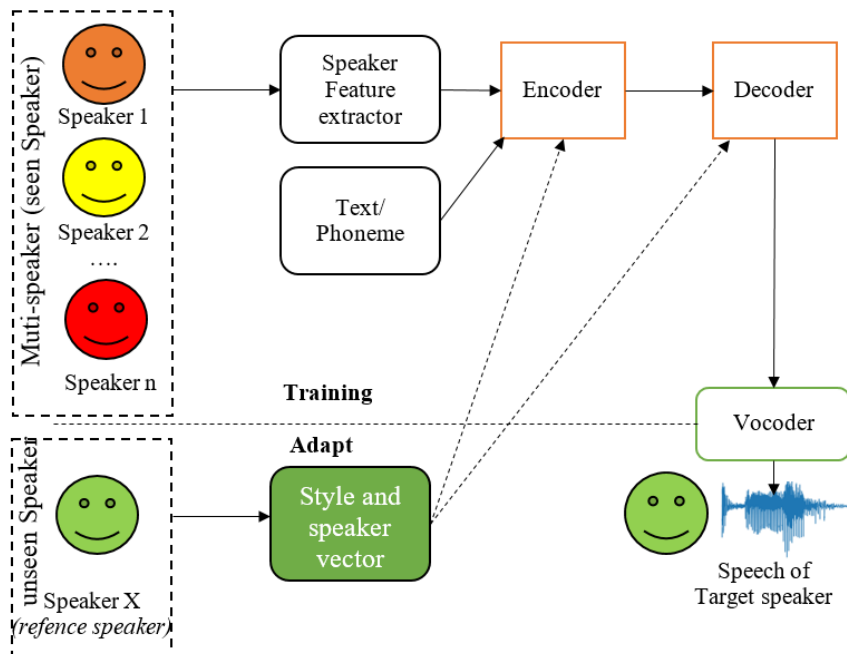 Muti-speaker (seen Speaker)
Speaker 1
Speaker 2
....
Speaker n
Speaker
Feature
extractor
Text/
Phoneme
Encoder
Decoder
Training
Vocoder
Adapt
unseen Speaker
Speaker X
(refence speaker)
Style and
speaker
vector
Speech of
Target speaker